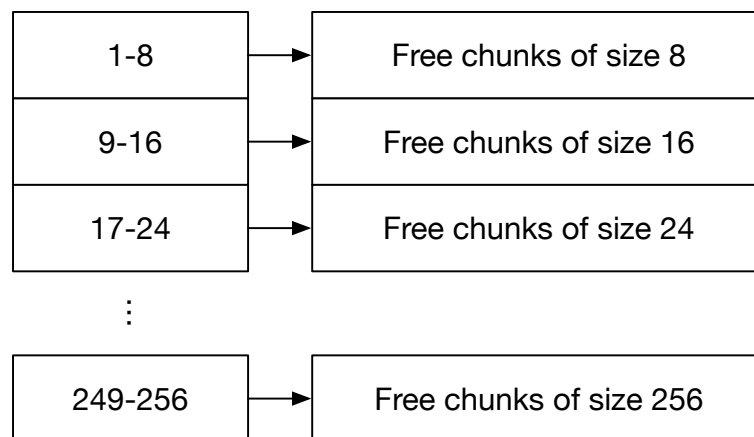 1-8 Free chunks of size 8
9-16 Free chunks of size 16
17-24 Free chunks of size 24
⋮
249-256 Free chunks of size 256